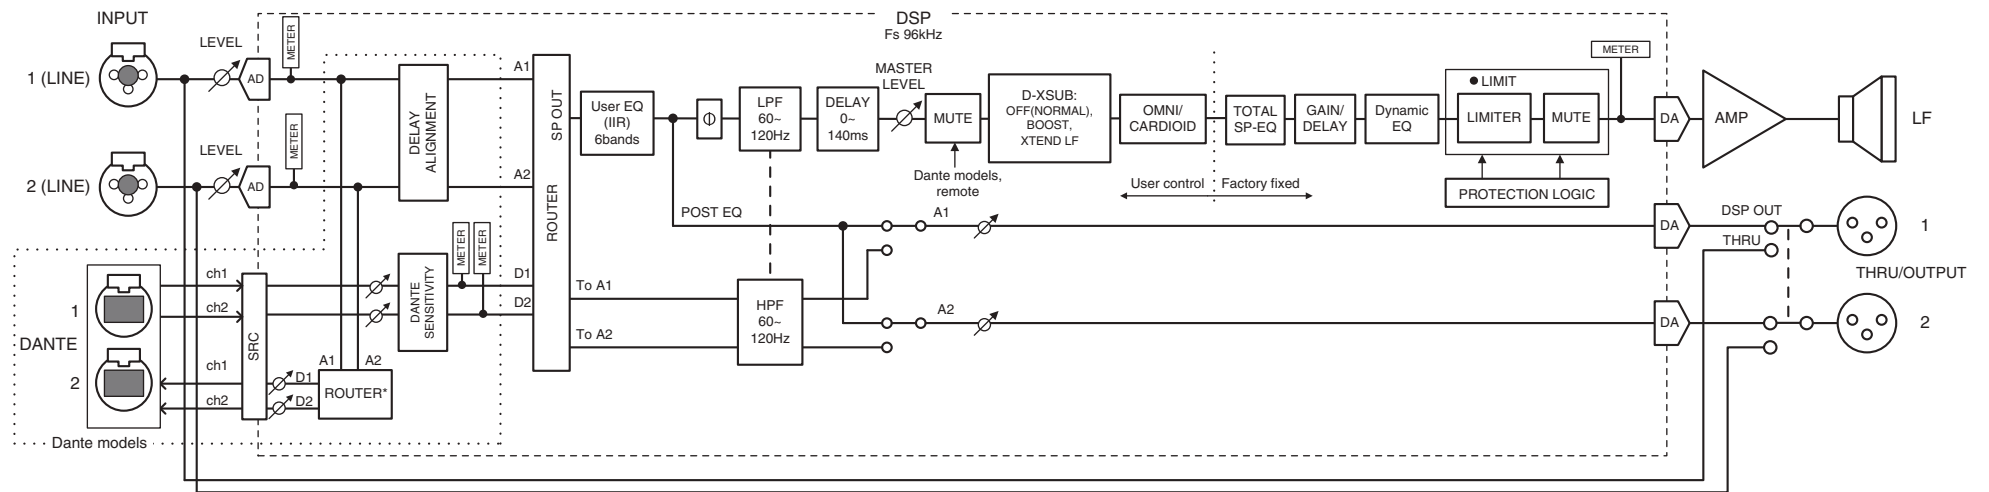 INPUT
DSP
Fs 96kHz
1 (LINE)
LEVEL
METER
AD
2 (LINE)
LEVEL
METER
AD
DELAY
ALIGNMENT
A1
A2
SP OUT
ROUTER
User EQ
(IIR)
6bands
Φ
LPF
60~
120Hz
DELAY
0~
140ms
MASTER
LEVEL
MUTE
Dante models,
remote
D-XSUB:
OFF(NORMAL),
BOOST,
XTEND LF
OMNI/
CARDIOID
User control
Factory fixed
TOTAL
SP-EQ
GAIN/
DELAY
Dynamic
EQ
● LIMIT
LIMITER
MUTE
PROTECTION LOGIC
METER
DA
AMP
LF
POST EQ
A1
DA
DSP OUT
THRU
1
THRU/OUTPUT
To A1
HPF
60~
120Hz
To A2
A2
DA
2
DANTE
1
2
ch1
ch2
ch1
ch2
SRC
DANTE
SENSITIVITY
METER
METER
D1
D2
A1
A2
D1
D2
ROUTER*
Dante models